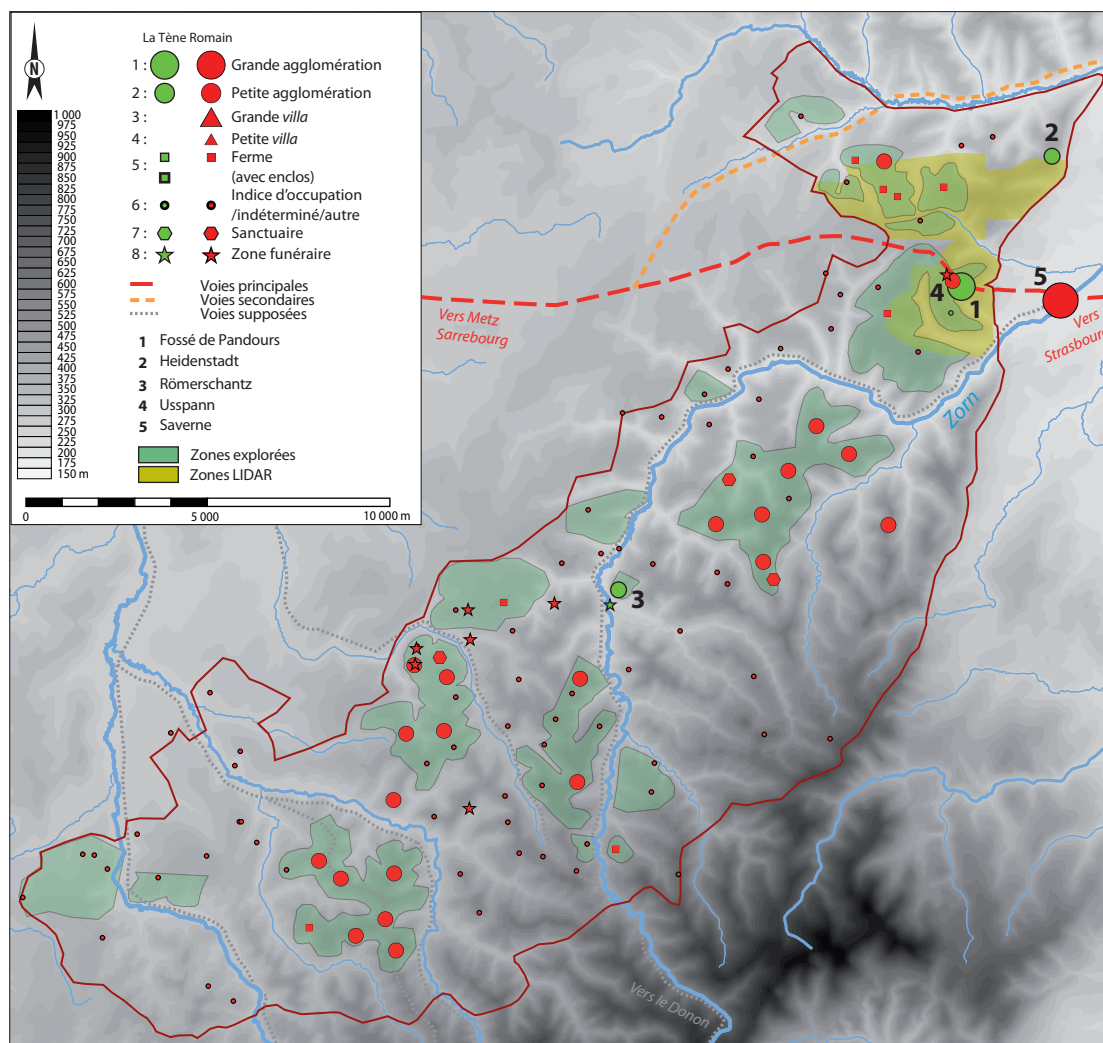 La Tène Romain
N
1 : Grande agglomération
2 : Petite agglomération
3 : Grande villa
4 : Petite villa
5 : Ferme
(avec enclos)
6 : Indice d'occupation
/indéterminé/autre
7 : Sanctuaire
8 : Zone funéraire
Voies principales
Voies secondaires
Voies supposées
1 Fossé de Pandours
2 Heidenstadt
3 Römerschantz
4 Usspann
5 Saverne
Zones explorées
Zones LIDAR
1 000
975
950
925
900
875
850
825
800
775
750
725
700
675
650
625
600
575
550
525
500
475
450
425
400
375
350
325
300
275
250
225
200
175
150 m
0 5 000 10 000 m
2
5
4
1
Vers Metz
Sarrebourg
Vers
Strasbourg
Zorn
3
Vers le Donon